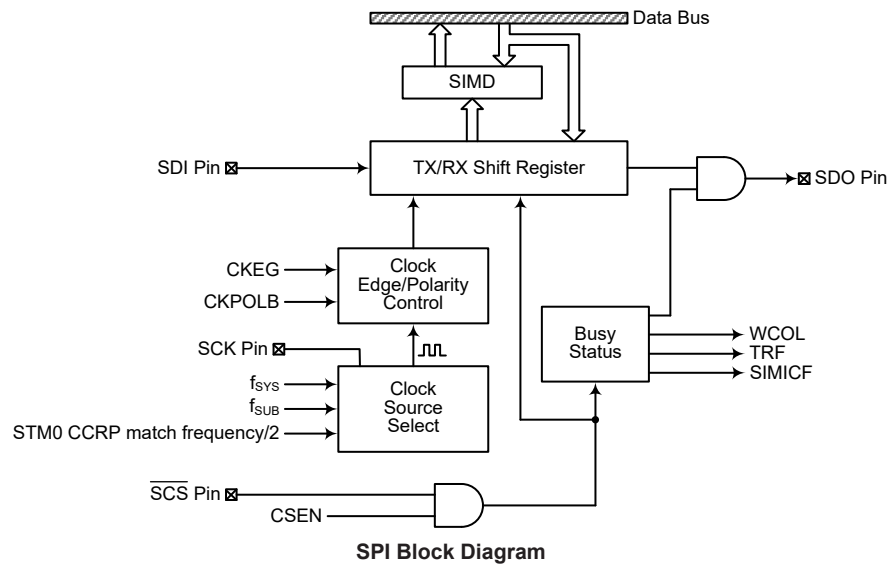 Data Bus
SIMD
SDI Pin
TX/RX Shift Register
SDO Pin
CKEG
CKPOLB
Clock
Edge/Polarity
Control
SCK Pin
fSYS
fSUB
STM0 CCRP match frequency/2
Clock
Source
Select
Busy
Status
WCOL
TRF
SIMICF
SCS Pin
CSEN
SPI Block Diagram